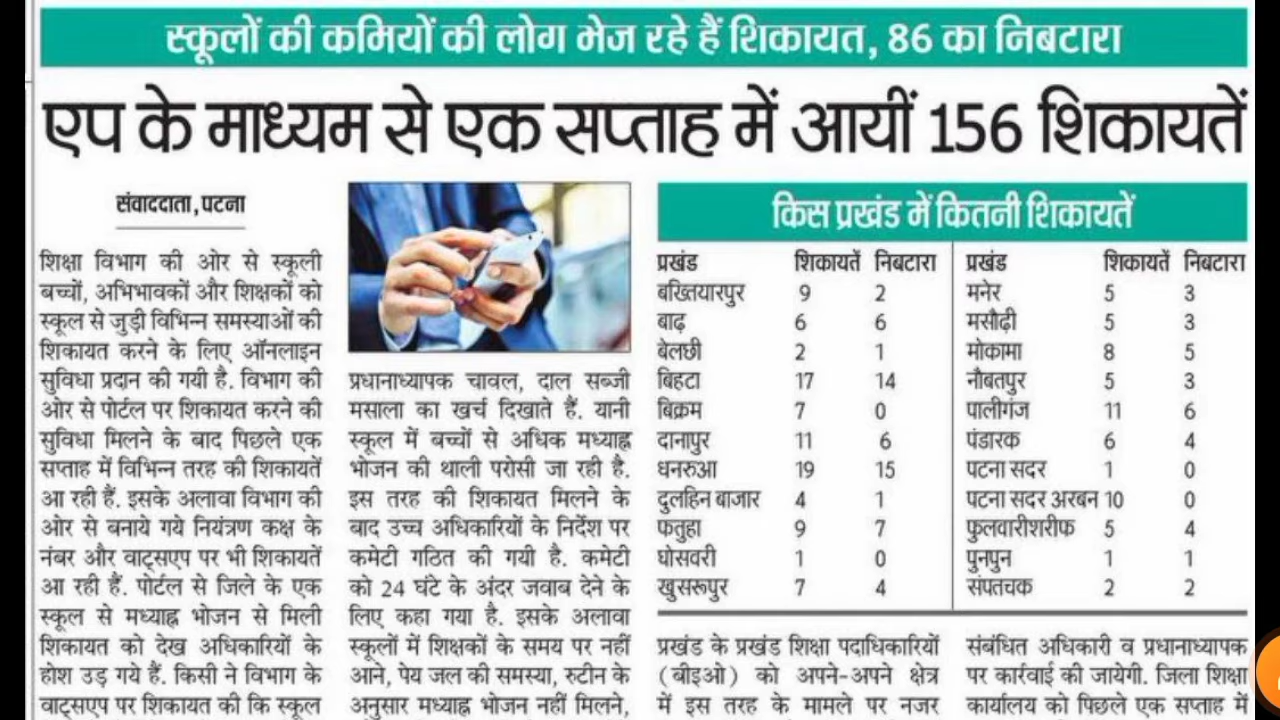 स्कूलों की कमियों की लोग भेज रहे हैं शिकायत, 86 का निबटारा
एप के माध्यम से एक सप्ताह में आयीं 156 शिकायतें
संवाददाता, पटना
शिक्षा विभाग की ओर से स्कूली
बच्चों, अभिभावकों और शिक्षकों को
स्कूल से जुड़ी विभिन्न समस्याओं की
शिकायत करने के लिए ऑनलाइन
सुविधा प्रदान की गयी है. विभाग की
ओर से पोर्टल पर शिकायत करने की
सुविधा मिलने के बाद पिछले एक
सप्ताह में विभिन्न तरह की शिकायतें
आ रही हैं. इसके अलावा विभाग की
ओर से बनाये गये नियंत्रण कक्ष के
नंबर और वाट्सएप पर भी शिकायतें
आ रही हैं. पोर्टल से जिले के एक
स्कूल से मध्याह्न भोजन से मिली
शिकायत को देख अधिकारियों के
होश उड़ गये हैं. किसी ने विभाग के
वाट्सएप पर शिकायत की कि स्कूल
प्रधानाध्यापक चावल, दाल सब्जी
मसाला का खर्च दिखाते हैं. यानी
स्कूल में बच्चों से अधिक मध्याह्न
भोजन की थाली परोसी जा रही है.
इस तरह की शिकायत मिलने के
बाद उच्च अधिकारियों के निर्देश पर
कमेटी गठित की गयी है. कमेटी
को 24 घंटे के अंदर जवाब देने के
लिए कहा गया है. इसके अलावा
स्कूलों में शिक्षकों के समय पर नहीं
आने, पेय जल की समस्या, रुटीन के
अनुसार मध्याह्न भोजन नहीं मिलने,
किस प्रखंड में कितनी शिकायतें
प्रखंड शिकायतें निबटारा
बख्तियारपुर 9 2
बाढ़ 6 6
बेलछी 2 1
बिहटा 17 14
बिक्रम 7 0
दानापुर 11 6
धनरुआ 19 15
दुलहिन बाजार 4 1
फतुहा 9 7
घोसवरी 1 0
खुसरूपुर 7 4
प्रखंड शिकायतें निबटारा
मनेर 5 3
मसौढ़ी 5 3
मोकामा 8 5
नौबतपुर 5 3
पालीगंज 11 6
पंडारक 6 4
पटना सदर 1 0
पटना सदर अरबन 10 0
फुलवारीशरीफ 5 4
पुनपुन 1 1
संपतचक 2 2
प्रखंड के प्रखंड शिक्षा पदाधिकारियों
(बीइओ) को अपने-अपने क्षेत्र
में इस तरह के मामले पर नजर
संबंधित अधिकारी व प्रधानाध्यापक
पर कार्रवाई की जायेगी. जिला शिक्षा
कार्यालय को पिछले एक सप्ताह में